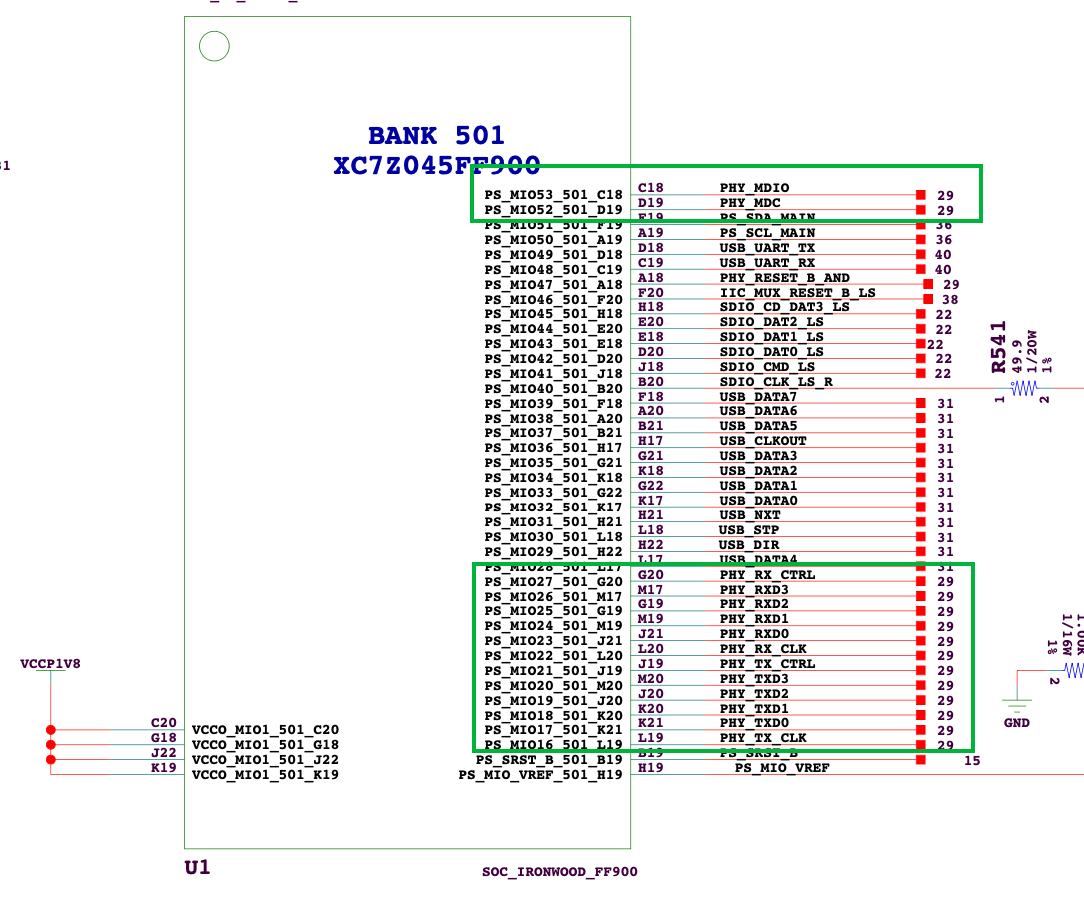 BANK 501
XC7Z045FF900
PS_MIO53_501_C18 C18 PHY_MDIO 29
PS_MIO52_501_D19 D19 PHY_MDC 29
PS_MIO51_501_F19 F19 PS_SDA_MAIN 36
PS_MIO50_501_A19 A19 PS_SCL_MAIN 36
PS_MIO49_501_D18 D18 USB_UART_TX 40
PS_MIO48_501_C19 C19 USB_UART_RX 40
PS_MIO47_501_A18 A18 PHY_RESET_B_AND 29
PS_MIO46_501_F20 F20 IIC_MUX_RESET_B_LS 38
PS_MIO45_501_H18 H18 SDIO_CD_DAT3_LS 22
PS_MIO44_501_E20 E20 SDIO_DAT2_LS 22
PS_MIO43_501_E18 E18 SDIO_DAT1_LS 22
PS_MIO42_501_D20 D20 SDIO_DAT0_LS 22
PS_MIO41_501_J18 J18 SDIO_CMD_LS 22
PS_MIO40_501_B20 B20 SDIO_CLK_LS_R
R541
49.9
1/20W
1%
1 2
PS_MIO39_501_F18 F18 USB_DATA7 31
PS_MIO38_501_A20 A20 USB_DATA6 31
PS_MIO37_501_B21 B21 USB_DATA5 31
PS_MIO36_501_H17 H17 USB_CLKOUT 31
PS_MIO35_501_G21 G21 USB_DATA3 31
PS_MIO34_501_K18 K18 USB_DATA2 31
PS_MIO33_501_G22 G22 USB_DATA1 31
PS_MIO32_501_K17 K17 USB_DATA0 31
PS_MIO31_501_H21 H21 USB_NXT 31
PS_MIO30_501_L18 L18 USB_STP 31
PS_MIO29_501_H22 H22 USB_DIR 31
PS_MIO28_501_L17 L17 USB_DATA4 31
PS_MIO27_501_G20 G20 PHY_RX_CTRL 29
PS_MIO26_501_M17 M17 PHY_RXD3 29
PS_MIO25_501_G19 G19 PHY_RXD2 29
PS_MIO24_501_M19 M19 PHY_RXD1 29
PS_MIO23_501_J21 J21 PHY_RXD0 29
PS_MIO22_501_L20 L20 PHY_RX_CLK 29
PS_MIO21_501_J19 J19 PHY_TX_CTRL 29
PS_MIO20_501_M20 M20 PHY_TXD3 29
PS_MIO19_501_J20 J20 PHY_TXD2 29
PS_MIO18_501_K20 K20 PHY_TXD1 29
PS_MIO17_501_K21 K21 PHY_TXD0 29
PS_MIO16_501_L19 L19 PHY_TX_CLK 29
PS_SRST_B_501_B19 B19 PS_SRST_B 15
PS_MIO_VREF_501_H19 H19 PS_MIO_VREF
1/16W
1%
2
GND
VCCP1V8
C20 VCCO_MIO1_501_C20
G18 VCCO_MIO1_501_G18
J22 VCCO_MIO1_501_J22
K19 VCCO_MIO1_501_K19
U1
SOC_IRONWOOD_FF900